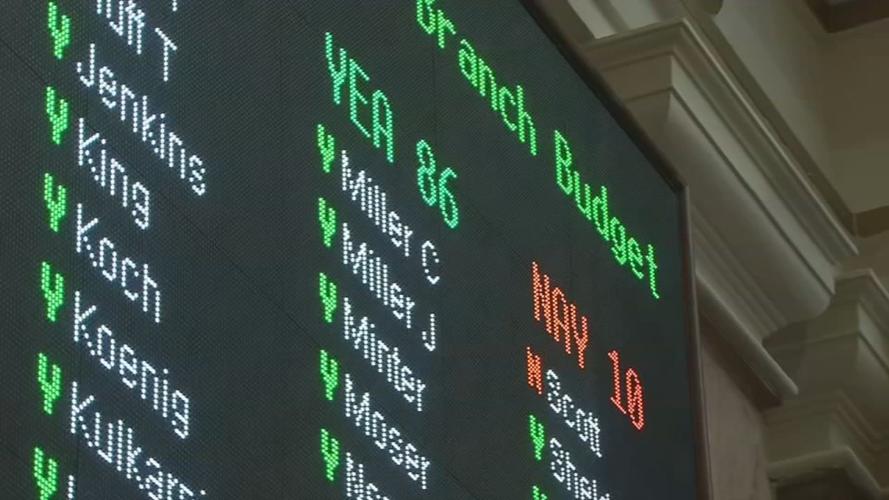 Branch Budget
YEA 86
NAY 10
T
Y Jenkins
Y King
Y Koch
Y Koenig
Y
Y
Y Miller C
Y Miller J
Y Minter
Y Moser
Y
N Scott
Y